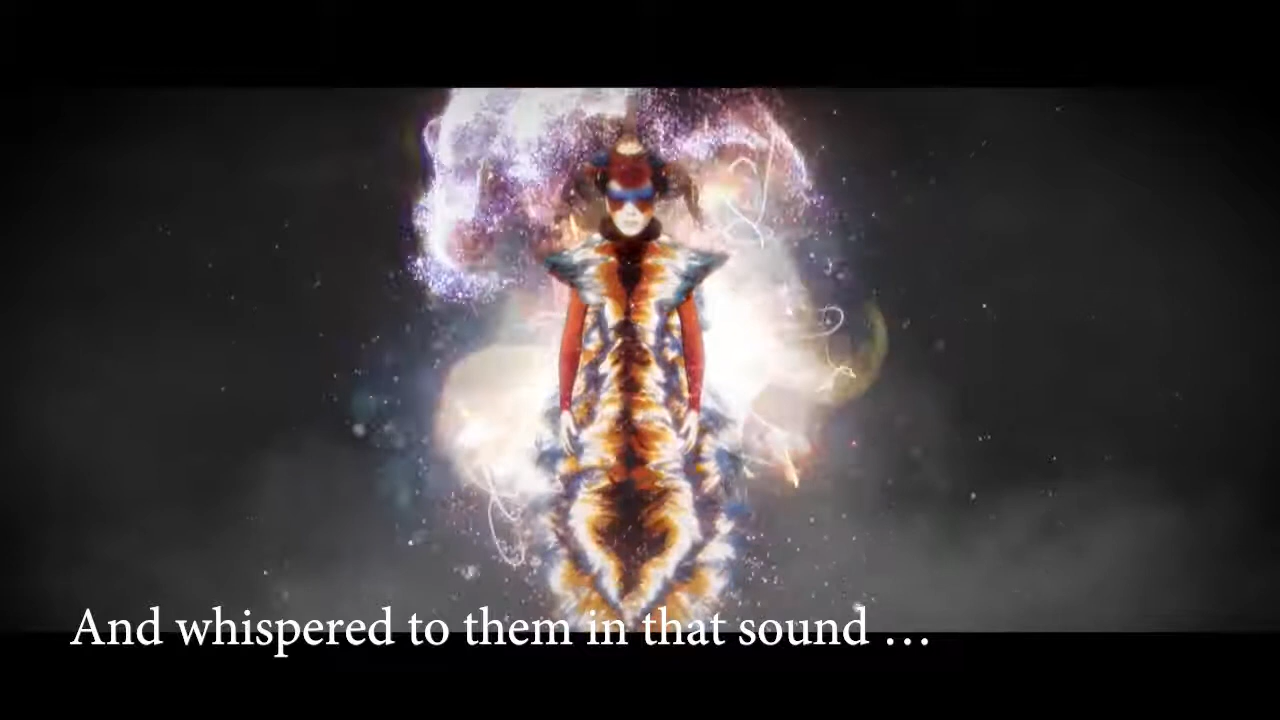 And whispered to them in that sound …